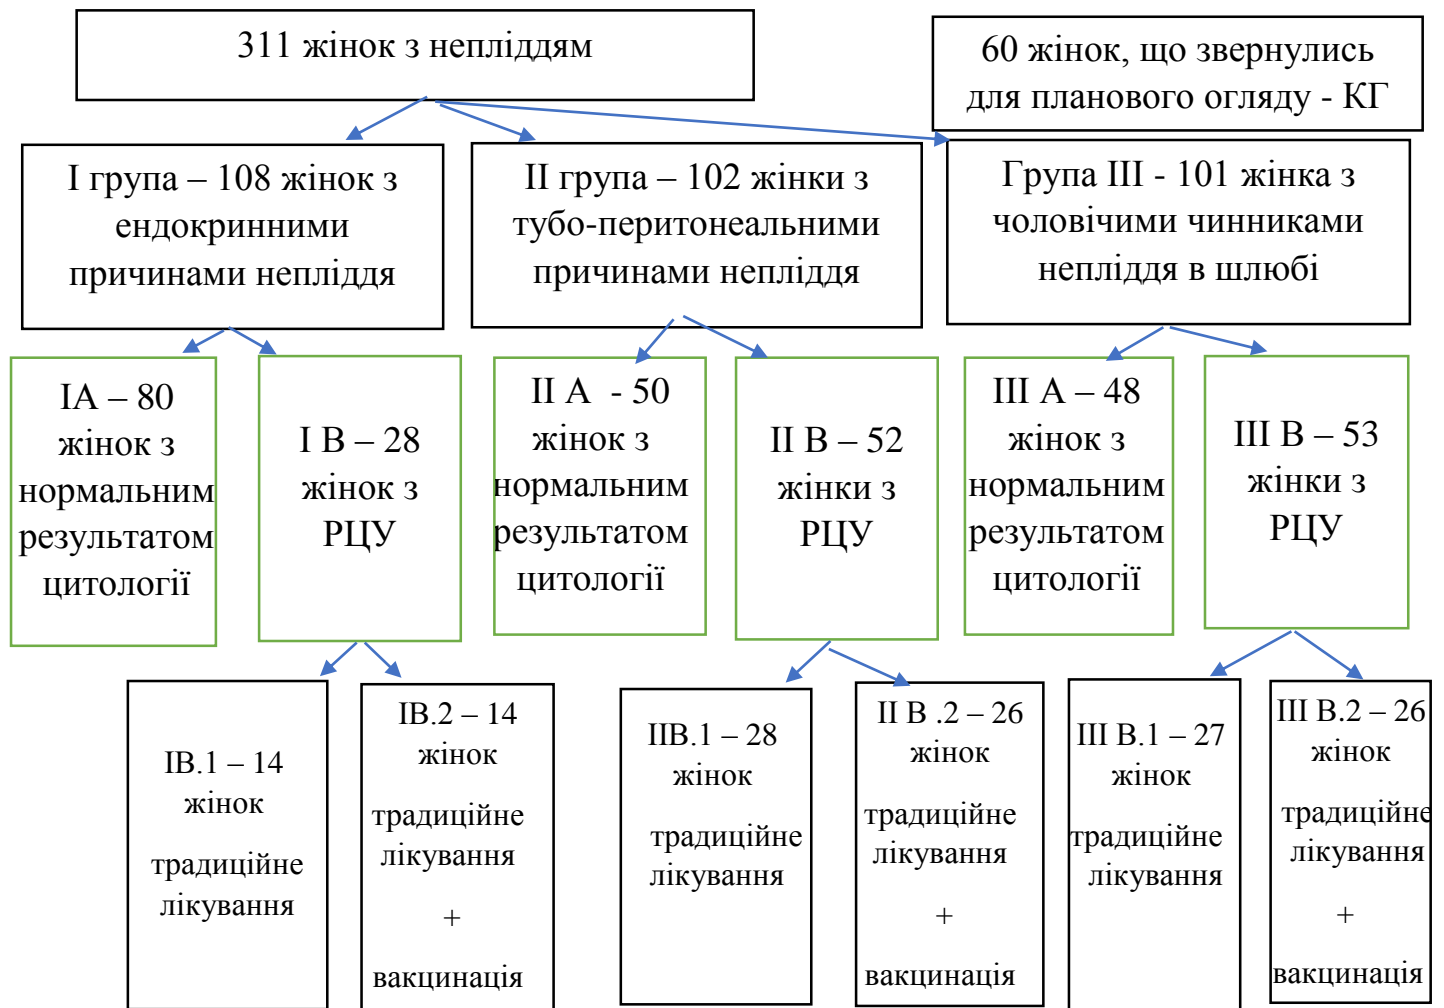 311 жінок з непліддям
60 жінок, що звернулись
для планового огляду - КГ
І група – 108 жінок з
ендокринними
причинами непліддя
ІІ група – 102 жінки з
тубо-перитонеальними
причинами непліддя
Група ІІІ - 101 жінка з
чоловічими чинниками
непліддя в шлюбі
ІА – 80
жінок з
нормальним
результатом
цитології
І В – 28
жінок з
РЦУ
ІІ А - 50
жінок з
нормальним
результатом
цитології
ІІ В – 52
жінки з
РЦУ
ІІІ А – 48
жінок з
нормальним
результатом
цитології
ІІІ В – 53
жінки з
РЦУ
ІВ.1 – 14
жінок
традиційне
лікування
ІВ.2 – 14
жінок
традиційне
лікування
+
вакцинація
ІІВ.1 – 28
жінок
традиційне
лікування
ІІ В .2 – 26
жінок
традиційне
лікування
+
вакцинація
ІІІ В.1 – 27
жінок
традиційне
лікування
ІІІ В.2 – 26
жінок
традиційне
лікування
+
вакцинація